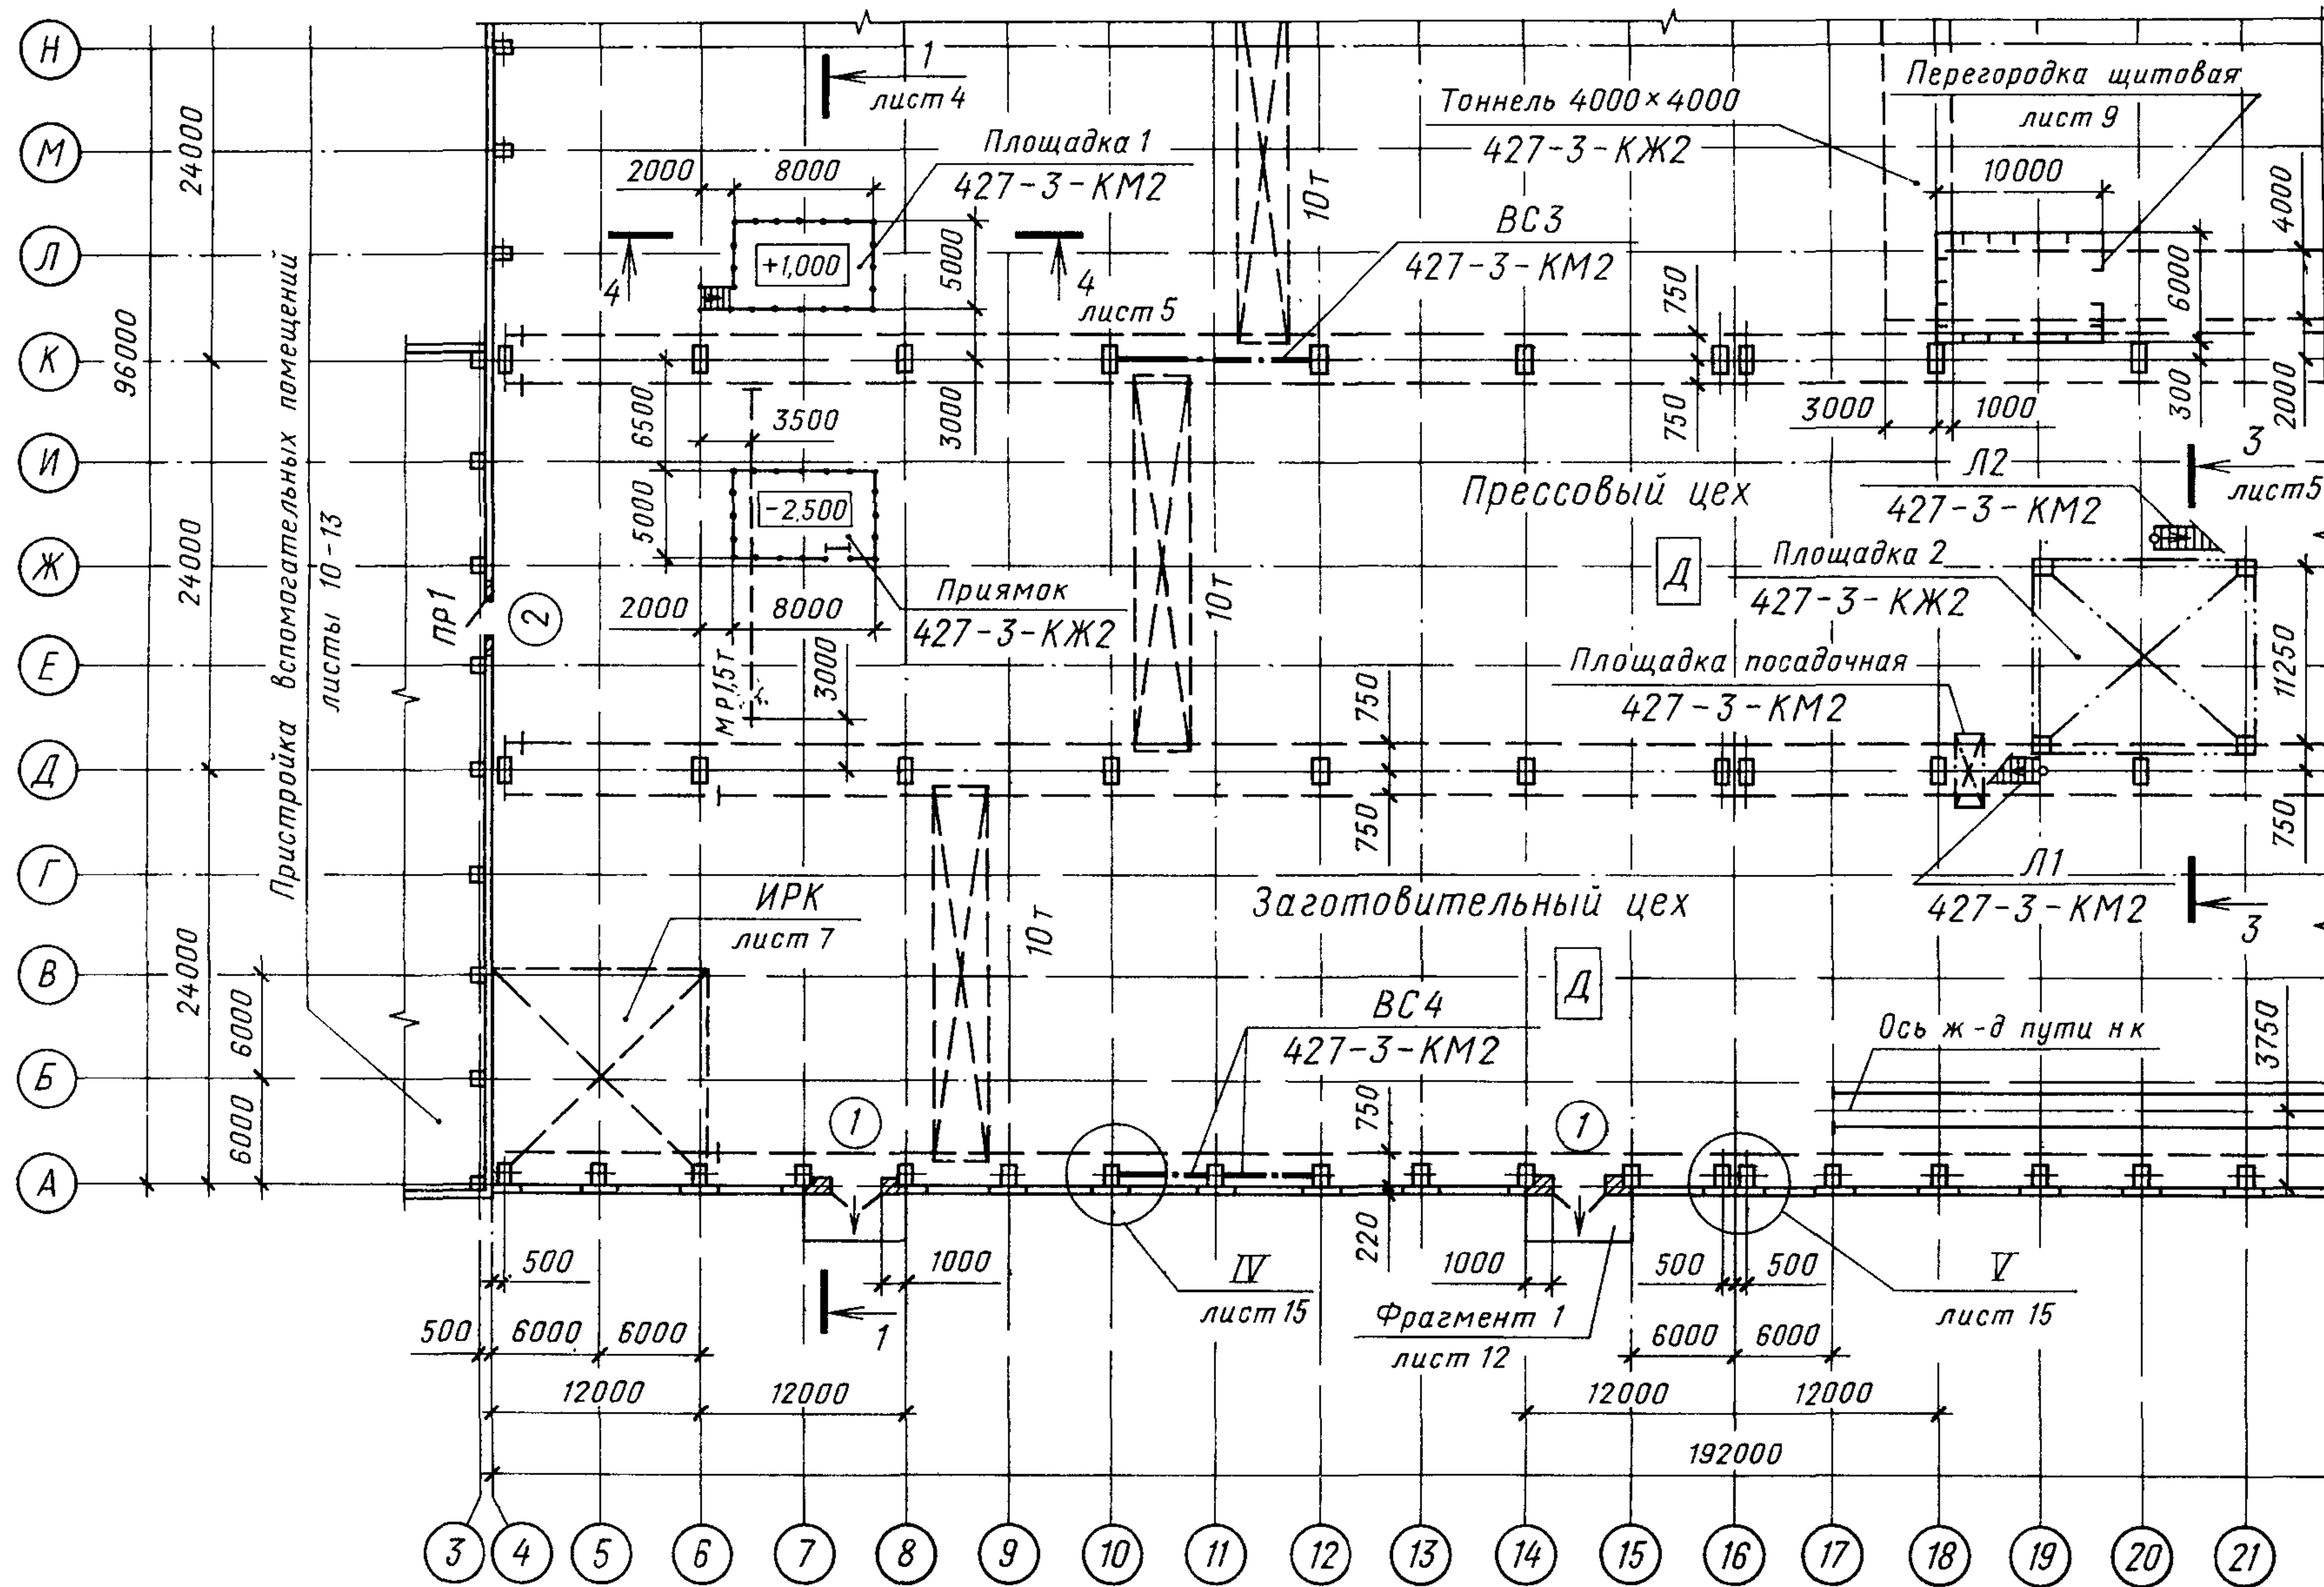 Н
М
Л
К
И
Ж
Е
Д
Г
В
Б
А
96000
24000
24000
24000
6000
6000
Пристройка вспомогательных помещений
листы 10-13
1
лист 4
Площадка 1
427-3-КМ2
2000
8000
+1,000
5000
4
4
лист 5
10т
ВС3
427-3-КМ2
Тоннель 4000×4000
427-3-КЖ2
Перегородка щитовая
лист 9
10000
4000
6000
750
750
3000
1000
300
2000
6500
3500
3000
5000
-2,500
Приямок
427-3-КЖ2
2000
8000
ПР1
2
МР1,5т
3000
10т
Прессовый цех
Д
Л2
427-3-КМ2
3
лист5
Площадка 2
427-3-КЖ2
11250
Площадка посадочная
427-3-КМ2
750
750
750
Л1
427-3-КМ2
3
Заготовительный цех
Д
ИРК
лист 7
10т
ВС4
427-3-КМ2
Ось ж-д пути нк
3750
750
220
1
1
500
1000
IV
лист 15
1000
500
500
V
лист 15
Фрагмент 1
лист 12
1
500
6000
6000
6000
6000
12000
12000
12000
12000
192000
3
4
5
6
7
8
9
10
11
12
13
14
15
16
17
18
19
20
21